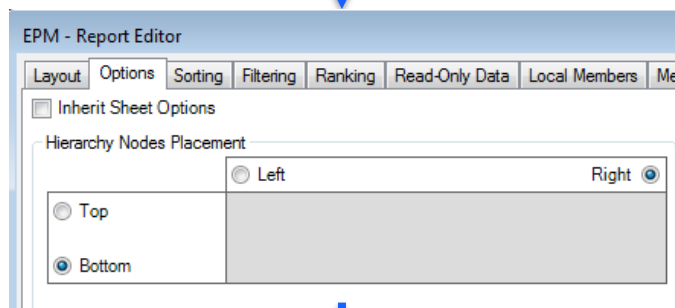 EPM - Report Editor
Layout Options Sorting Filtering Ranking Read-Only Data Local Members Me
Inherit Sheet Options
Hierarchy Nodes Placement
Left Right
Top
Bottom